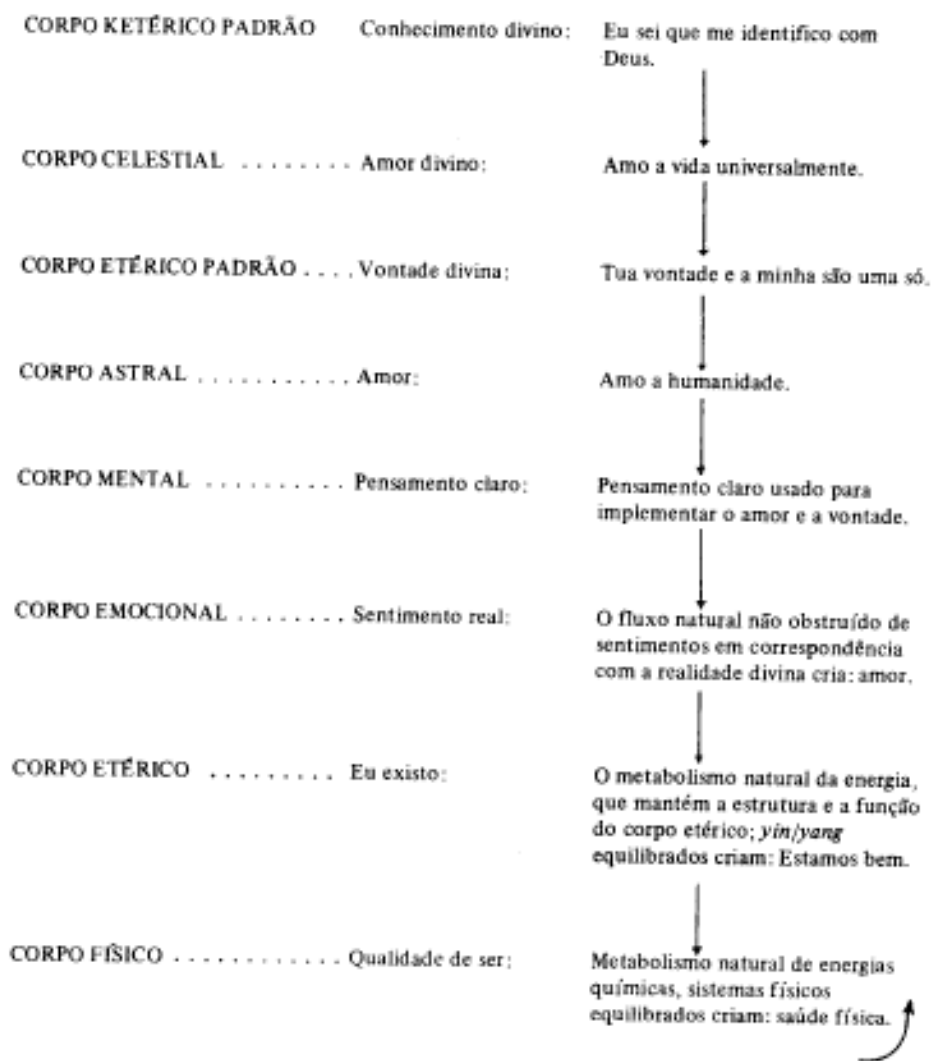 CORPO KETÉRICO PADRÃO Conhecimento divino: Eu sei que me identifico com
Deus.
CORPO CELESTIAL ........ Amor divino: Amo a vida universalmente.
CORPO ETÉRICO PADRÃO .... Vontade divina: Tua vontade e a minha são uma só.
CORPO ASTRAL ............ Amor: Amo a humanidade.
CORPO MENTAL .......... Pensamento claro: Pensamento claro usado para
implementar o amor e a vontade.
CORPO EMOCIONAL ........ Sentimento real: O fluxo natural não obstruído de
sentimentos em correspondência
com a realidade divina cria: amor.
CORPO ETÉRICO ......... Eu existo: O metabolismo natural da energia,
que mantém a estrutura e a função
do corpo etérico; yin/yang
equilibrados criam: Estamos bem.
CORPO FÍSICO ............ Qualidade de ser: Metabolismo natural de energias
químicas, sistemas físicos
equilibrados criam: saúde física.